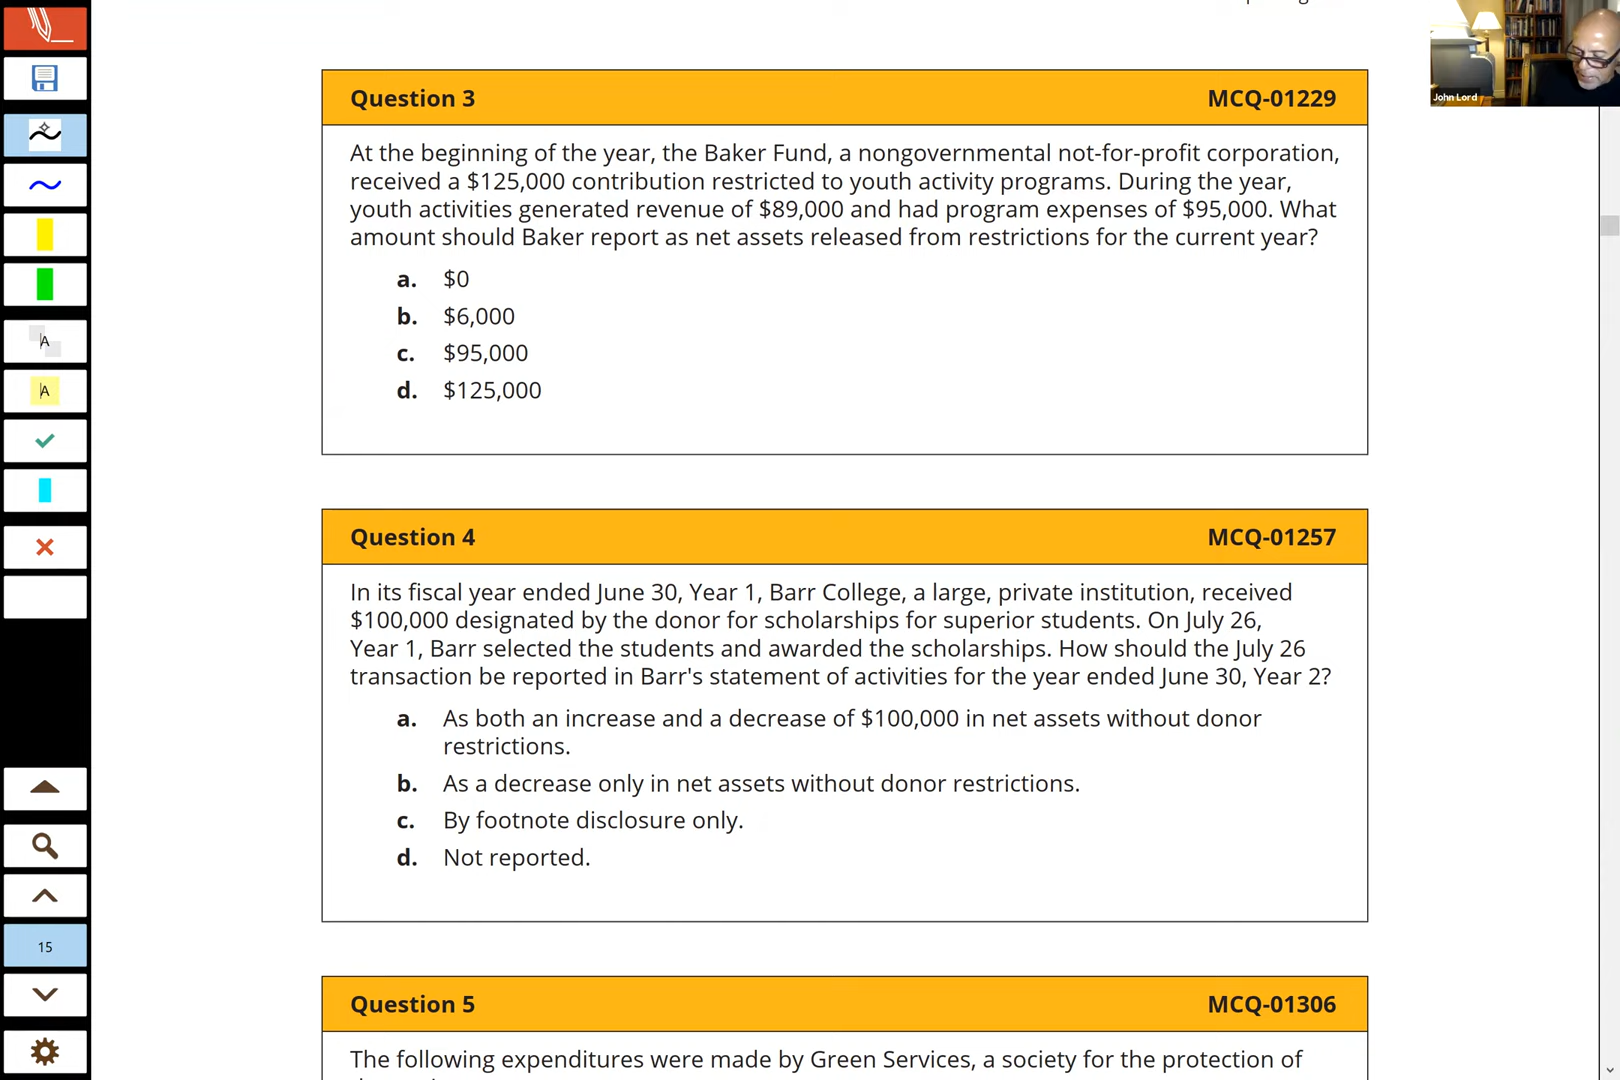 Question 3
MCQ-01229
At the beginning of the year, the Baker Fund, a nongovernmental not-for-profit corporation,
received a $125,000 contribution restricted to youth activity programs. During the year,
youth activities generated revenue of $89,000 and had program expenses of $95,000. What
amount should Baker report as net assets released from restrictions for the current year?
a. $0
b. $6,000
c. $95,000
d. $125,000
Question 4
MCQ-01257
In its fiscal year ended June 30, Year 1, Barr College, a large, private institution, received
$100,000 designated by the donor for scholarships for superior students. On July 26,
Year 1, Barr selected the students and awarded the scholarships. How should the July 26
transaction be reported in Barr's statement of activities for the year ended June 30, Year 2?
a. As both an increase and a decrease of $100,000 in net assets without donor
restrictions.
b. As a decrease only in net assets without donor restrictions.
c. By footnote disclosure only.
d. Not reported.
Question 5
MCQ-01306
The following expenditures were made by Green Services, a society for the protection of
John Lord
A
A
15